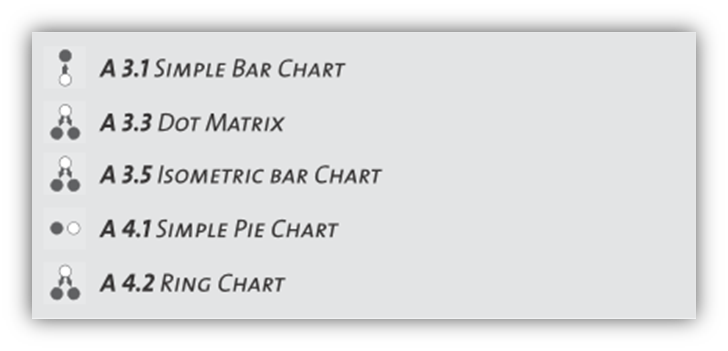 A 3.1 Simple Bar Chart
A 3.3 Dot Matrix
A 3.5 Isometric bar Chart
A 4.1 Simple Pie Chart
A 4.2 Ring Chart